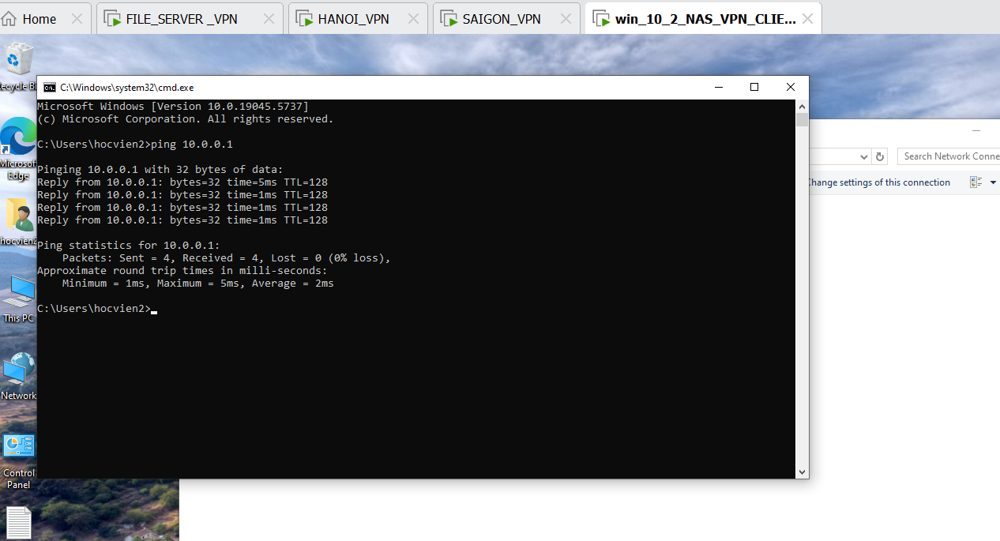 Home
FILE_SERVER _VPN
HANOI_VPN
SAIGON_VPN
win_10_2_NAS_VPN_CLIE...
C:\Windows\system32\cmd.exe
Microsoft Windows [Version 10.0.19045.5737]
(c) Microsoft Corporation. All rights reserved.
C:\Users\hocvien2>ping 10.0.0.1
Pinging 10.0.0.1 with 32 bytes of data:
Reply from 10.0.0.1: bytes=32 time=5ms TTL=128
Reply from 10.0.0.1: bytes=32 time=1ms TTL=128
Reply from 10.0.0.1: bytes=32 time=1ms TTL=128
Reply from 10.0.0.1: bytes=32 time=1ms TTL=128
Ping statistics for 10.0.0.1:
Packets: Sent = 4, Received = 4, Lost = 0 (0% loss),
Approximate round trip times in milli-seconds:
Minimum = 1ms, Maximum = 5ms, Average = 2ms
C:\Users\hocvien2>
Search Network Conne
Change settings of this connection
ecycle Bi
Microsof
Edge
hocvien2
This PC
Network
Control
Panel